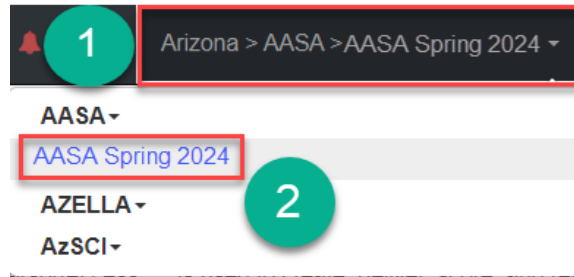 1
Arizona > AASA >AASA Spring 2024
AASA
AASA Spring 2024
2
AZELLA
AzSCI